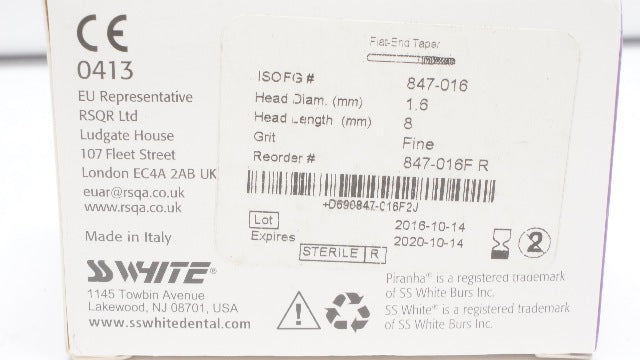 CE
0413
EU Representative
RSQR Ltd
Ludgate House
107 Fleet Street
London EC4A 2AB UK
euar@rsqa.co.uk
www.rsqa.co.uk
Made in Italy
SS WHITE®
1145 Towbin Avenue
Lakewood, NJ 08701, USA
www.sswhitedental.com
Flat-End Taper
ISOFG # 847-016
Head Diam. (mm) 1.6
Head Length (mm) 8
Grit Fine
Reorder # 847-016F R
+D690847-016F2J
Lot 2016-10-14
Expires 2020-10-14
STERILE R
2
Piranha® is a registered trademark
of SS White Burs Inc.
SS White® is a registered trademark
of SS White Burs Inc.